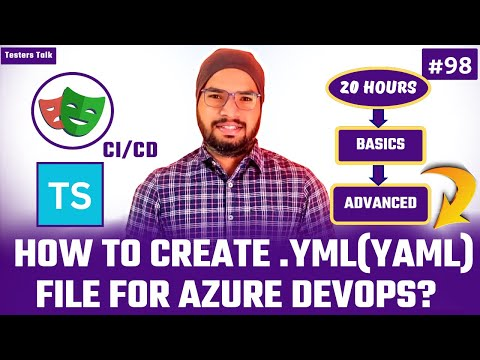 Testers Talk
#98
CI/CD
TS
20 HOURS
BASICS
ADVANCED
HOW TO CREATE .YML(YAML)
FILE FOR AZURE DEVOPS?